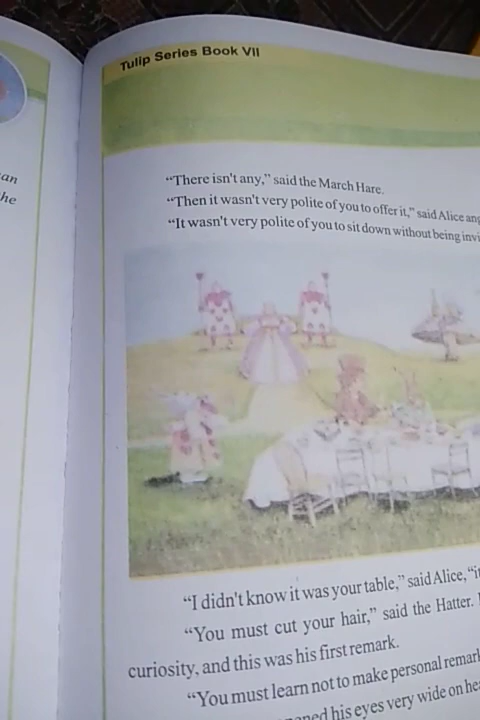 an
he
Tulip Series Book VII
“There isn't any,” said the March Hare.
“Then it wasn't very polite of you to offer it,” said Alice ang
“It wasn't very polite of you to sit down without being invi
“I didn't know it was your table,” said Alice, “it
“You must cut your hair,” said the Hatter.
curiosity, and this was his first remark.
“You must learn not to make personal remark
his eyes very wide on hea